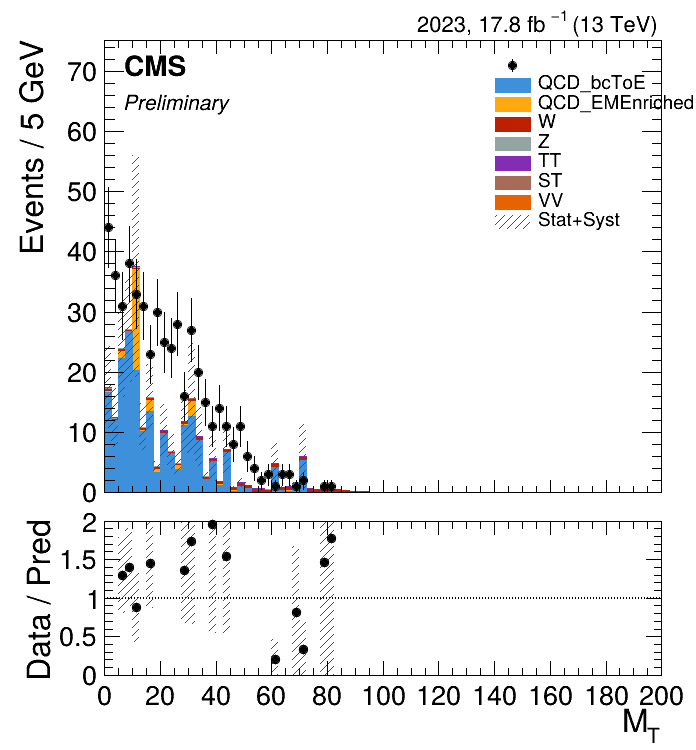 2023, 17.8 fb⁻¹ (13 TeV)
Events / 5 GeV
CMS
Preliminary
QCD_bcToE
QCD_EMEnriched
W
Z
TT
ST
VV
Stat+Syst
70
60
50
40
30
20
10
0
Data / Pred
2
1.5
1
0.5
0
0 20 40 60 80 100 120 140 160 180 200
M_T